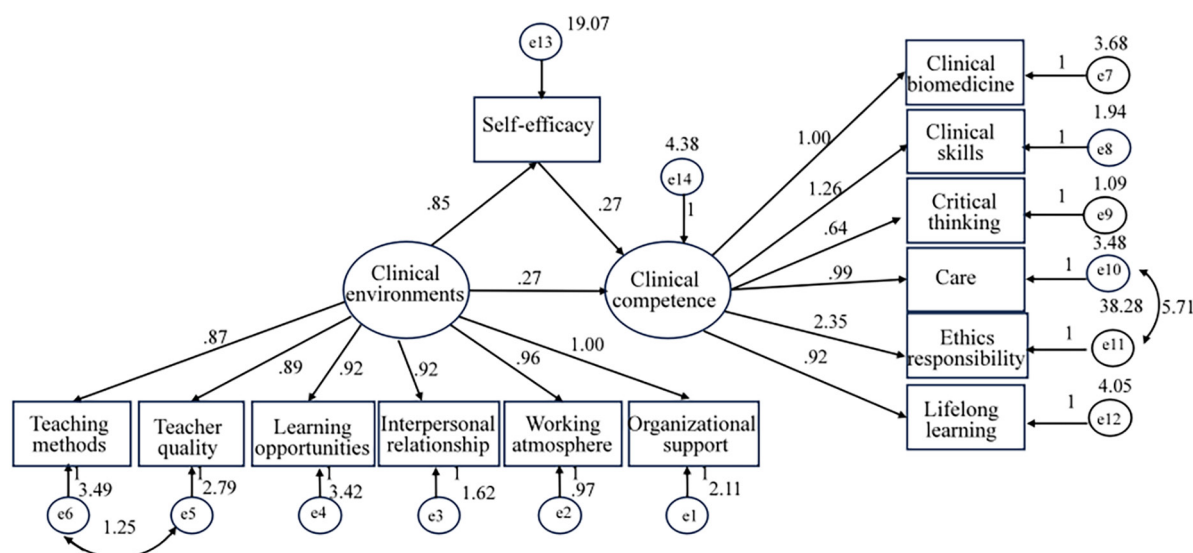 19.07
e13
Self-efficacy
.85
.27
4.38
e14
1
Clinical
environments
.27
Clinical
competence
1.00
1.26
.64
.99
2.35
.92
Clinical
biomedicine
1
3.68
e7
Clinical
skills
1
1.94
e8
Critical
thinking
1
1.09
e9
Care
1
3.48
e10
38.28
5.71
Ethics
responsibility
1
e11
Lifelong
learning
1
4.05
e12
.87
.89
.92
.92
.96
1.00
Teaching
methods
Teacher
quality
Learning
opportunities
Interpersonal
relationship
Working
atmosphere
Organizational
support
1
3.49
1
2.79
1
3.42
1
1.62
1
.97
1
2.11
e6
1.25
e5
e4
e3
e2
e1